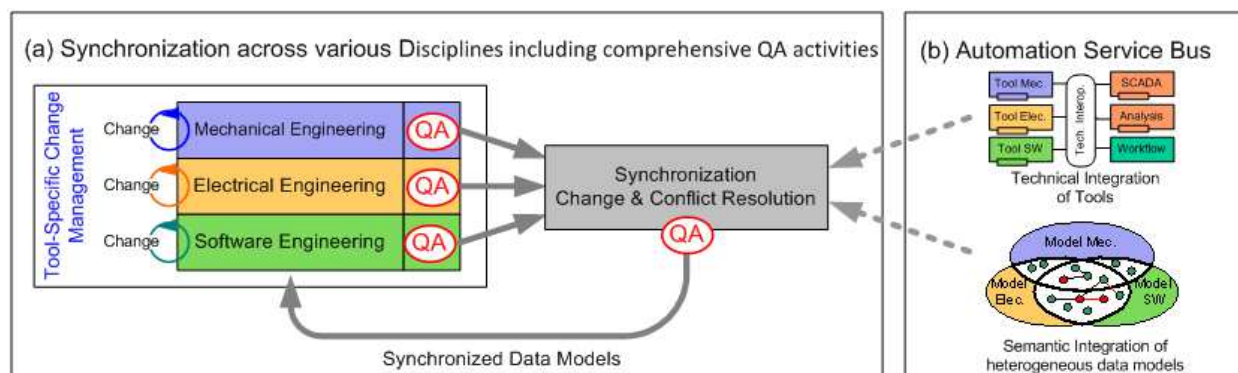 (a) Synchronization across various Disciplines including comprehensive QA activities
Tool-Specific Change
Management
Change
Mechanical Engineering
QA
Change
Electrical Engineering
QA
Change
Software Engineering
QA
Synchronization
Change & Conflict Resolution
QA
Synchronized Data Models
(b) Automation Service Bus
Tool Mec.
Tool Elec.
Tool SW
Tech. Interop.
SCADA
Analysis
Workflow
Technical Integration
of Tools
Model Mec.
Model
Elec.
Model
SW
Semantic Integration of
heterogeneous data models